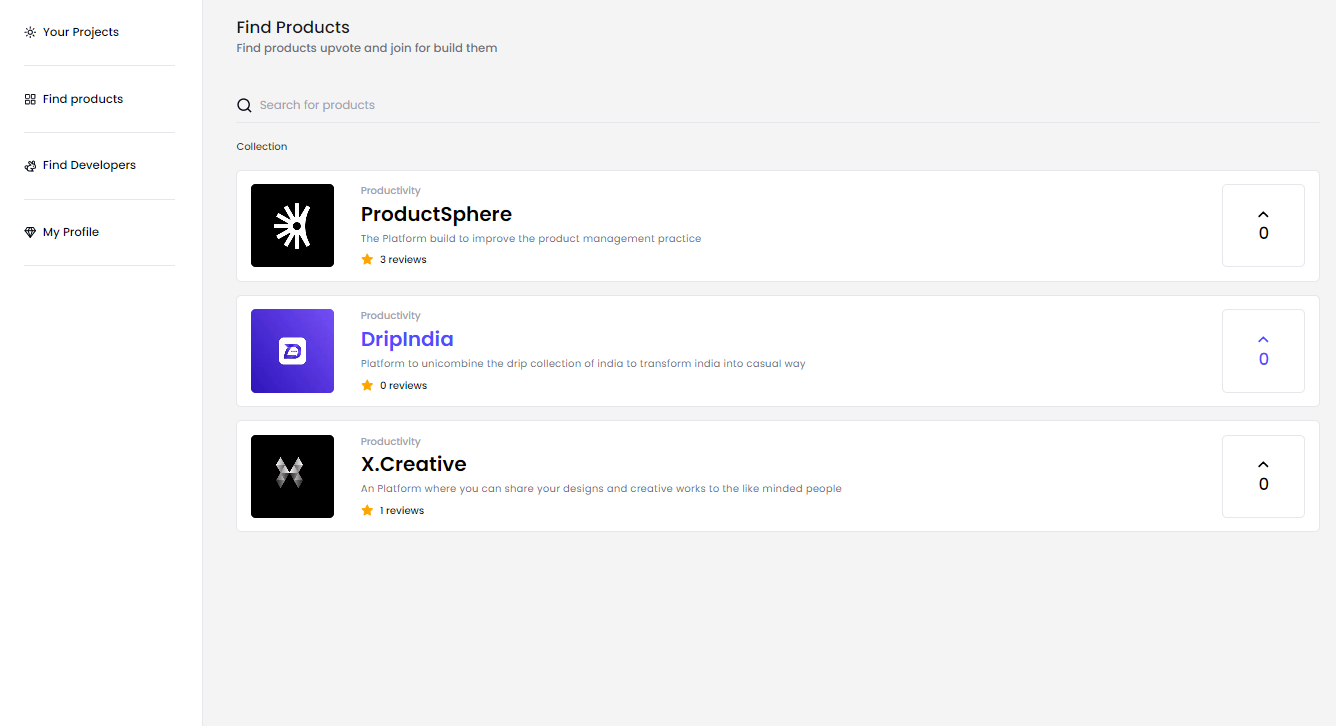 Your Projects
Find products
Find Developers
My Profile
Find Products
Find products upvote and join for build them
Search for products
Collection
Productivity
ProductSphere
The Platform build to improve the product management practice
3 reviews
0
Productivity
DripIndia
Platform to unicombine the drip collection of india to transform india into casual way
0 reviews
0
Productivity
X.Creative
An Platform where you can share your designs and creative works to the like minded people
1 reviews
0